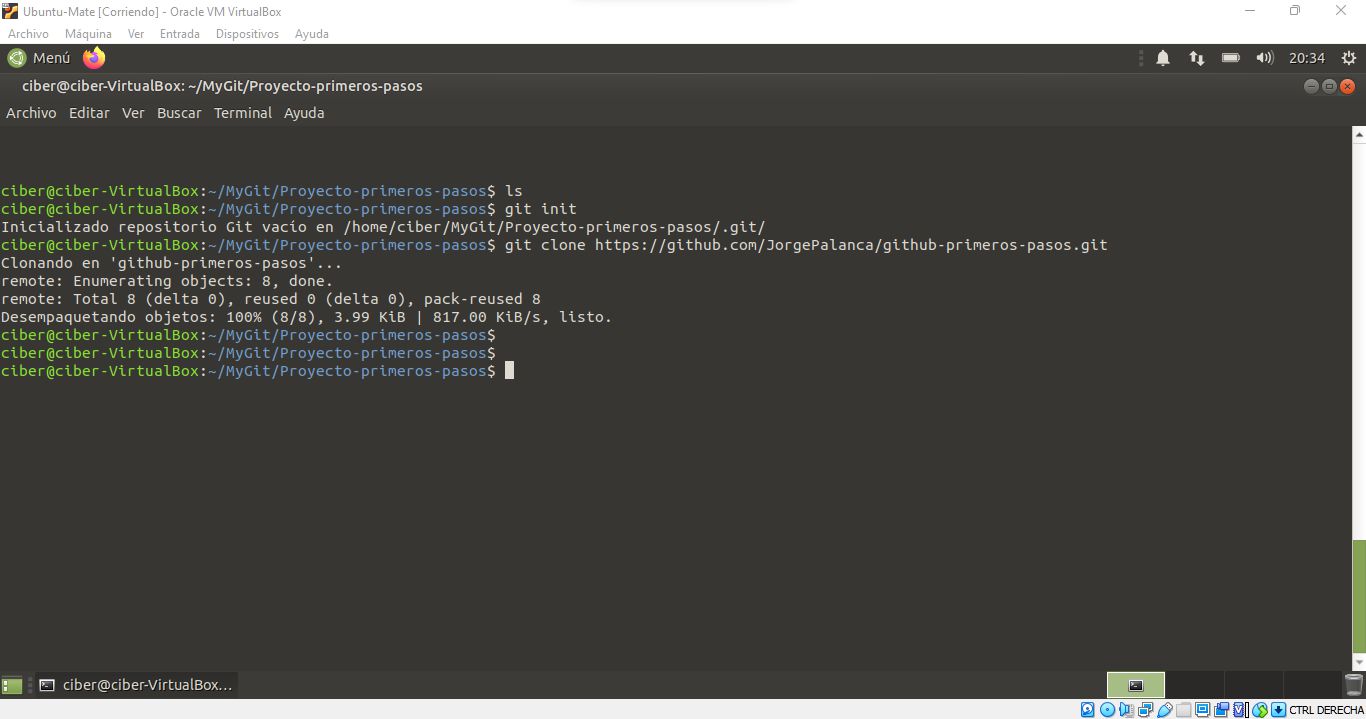 Ubuntu-Mate [Corriendo] - Oracle VM VirtualBox
Archivo Máquina Ver Entrada Dispositivos Ayuda
Menú 20:34
ciber@ciber-VirtualBox: ~/MyGit/Proyecto-primeros-pasos
Archivo Editar Ver Buscar Terminal Ayuda
ciber@ciber-VirtualBox:~/MyGit/Proyecto-primeros-pasos$ ls
ciber@ciber-VirtualBox:~/MyGit/Proyecto-primeros-pasos$ git init
Inicializado repositorio Git vacío en /home/ciber/MyGit/Proyecto-primeros-pasos/.git/
ciber@ciber-VirtualBox:~/MyGit/Proyecto-primeros-pasos$ git clone https://github.com/JorgePalanca/github-primeros-pasos.git
Clonando en 'github-primeros-pasos'...
remote: Enumerating objects: 8, done.
remote: Total 8 (delta 0), reused 0 (delta 0), pack-reused 8
Desempaquetando objetos: 100% (8/8), 3.99 KiB | 817.00 KiB/s, listo.
ciber@ciber-VirtualBox:~/MyGit/Proyecto-primeros-pasos$
ciber@ciber-VirtualBox:~/MyGit/Proyecto-primeros-pasos$
ciber@ciber-VirtualBox:~/MyGit/Proyecto-primeros-pasos$
ciber@ciber-VirtualBox...
CTRL DERECHA